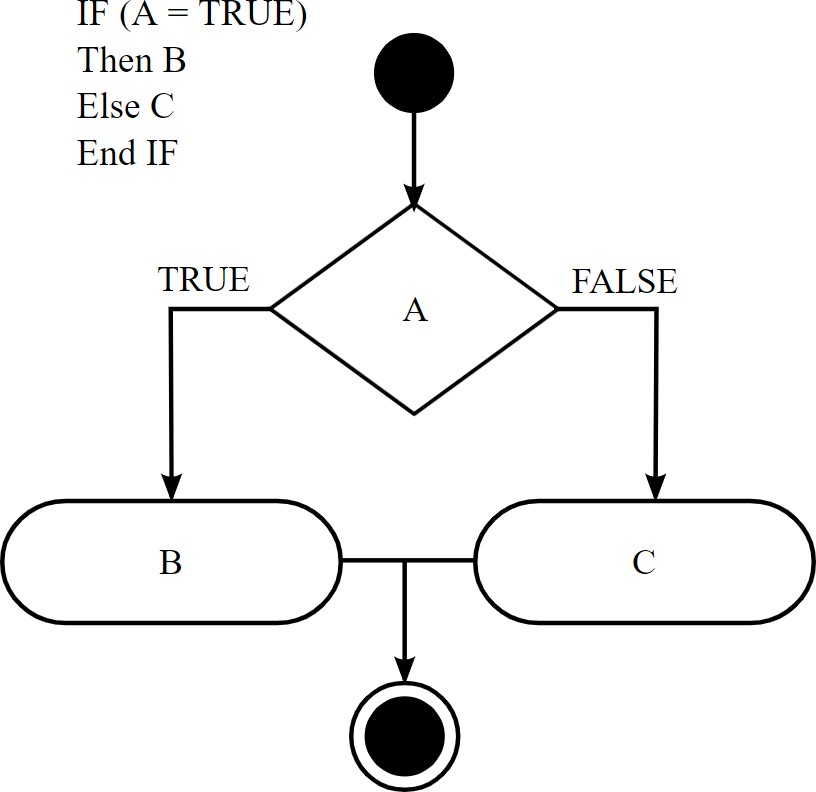 IF (A = TRUE)
Then B
Else C
End IF
TRUE
FALSE
A
B
C